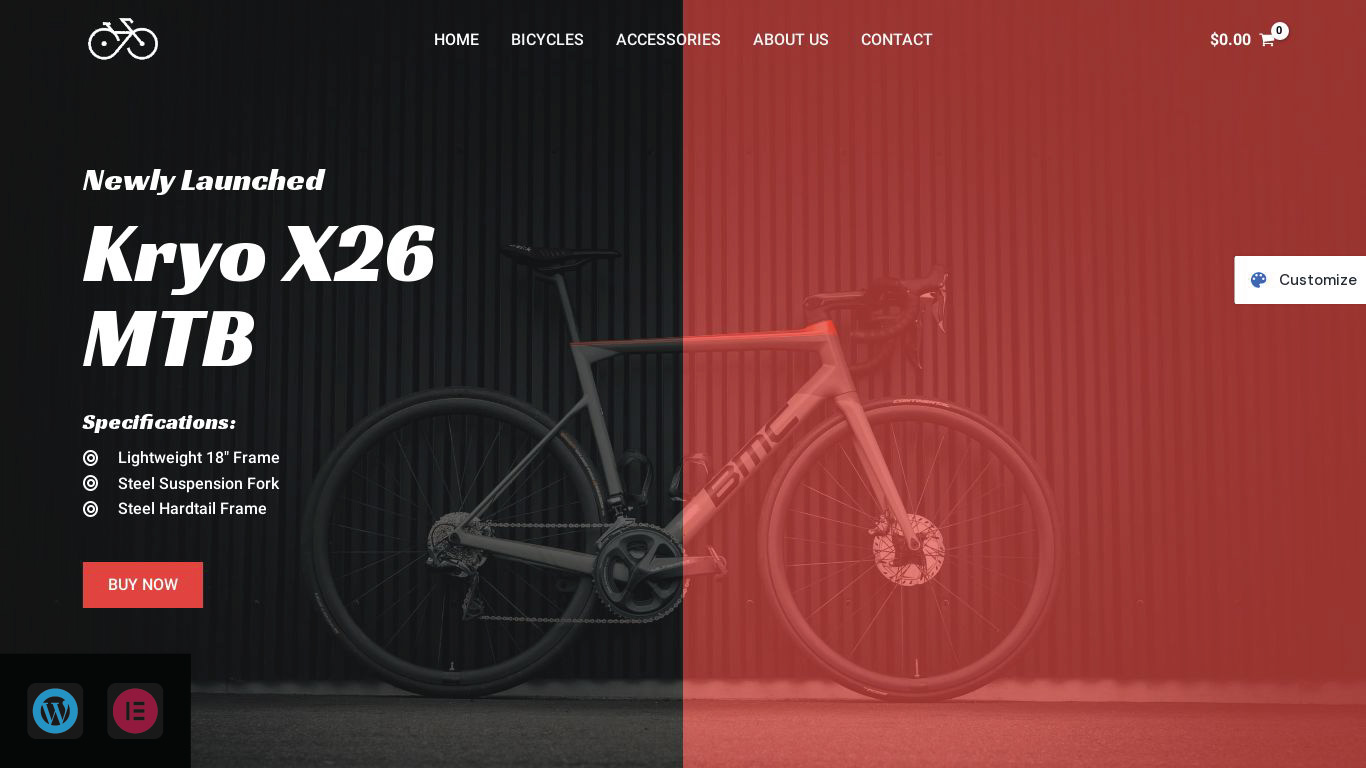 HOME BICYCLES ACCESSORIES ABOUT US CONTACT $0.00 0
Newly Launched
Kryo X26
MTB
Customize
BMC
Specifications:
Lightweight 18" Frame
Steel Suspension Fork
Steel Hardtail Frame
BUY NOW